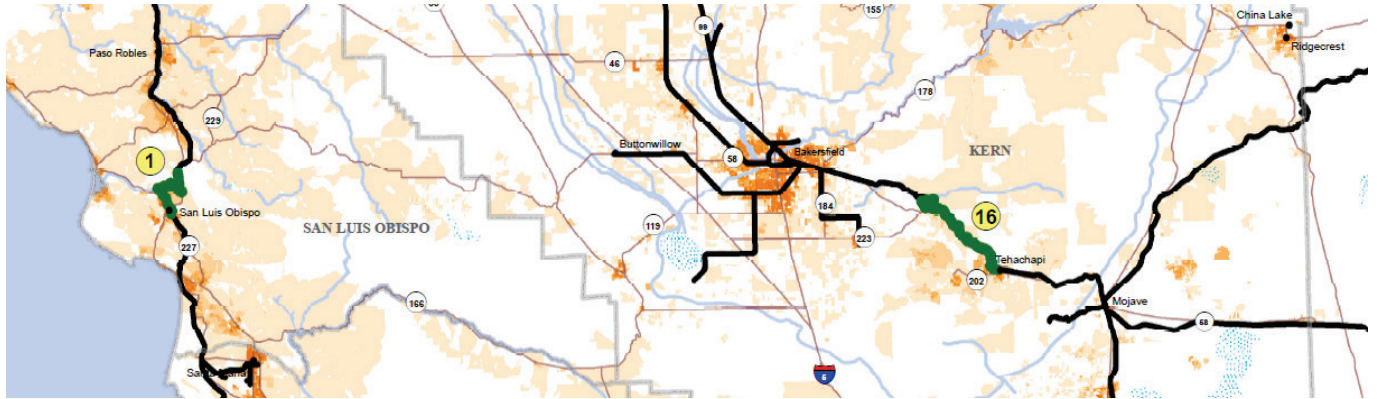 155
China Lake
99
Ridgecrest
Paso Robles
46
178
229
Buttonwillow
Bakersfield
KERN
58
1
184
San Luis Obispo
16
SAN LUIS OBISPO
119
223
227
Tehachapi
202
166
Mojave
58
5